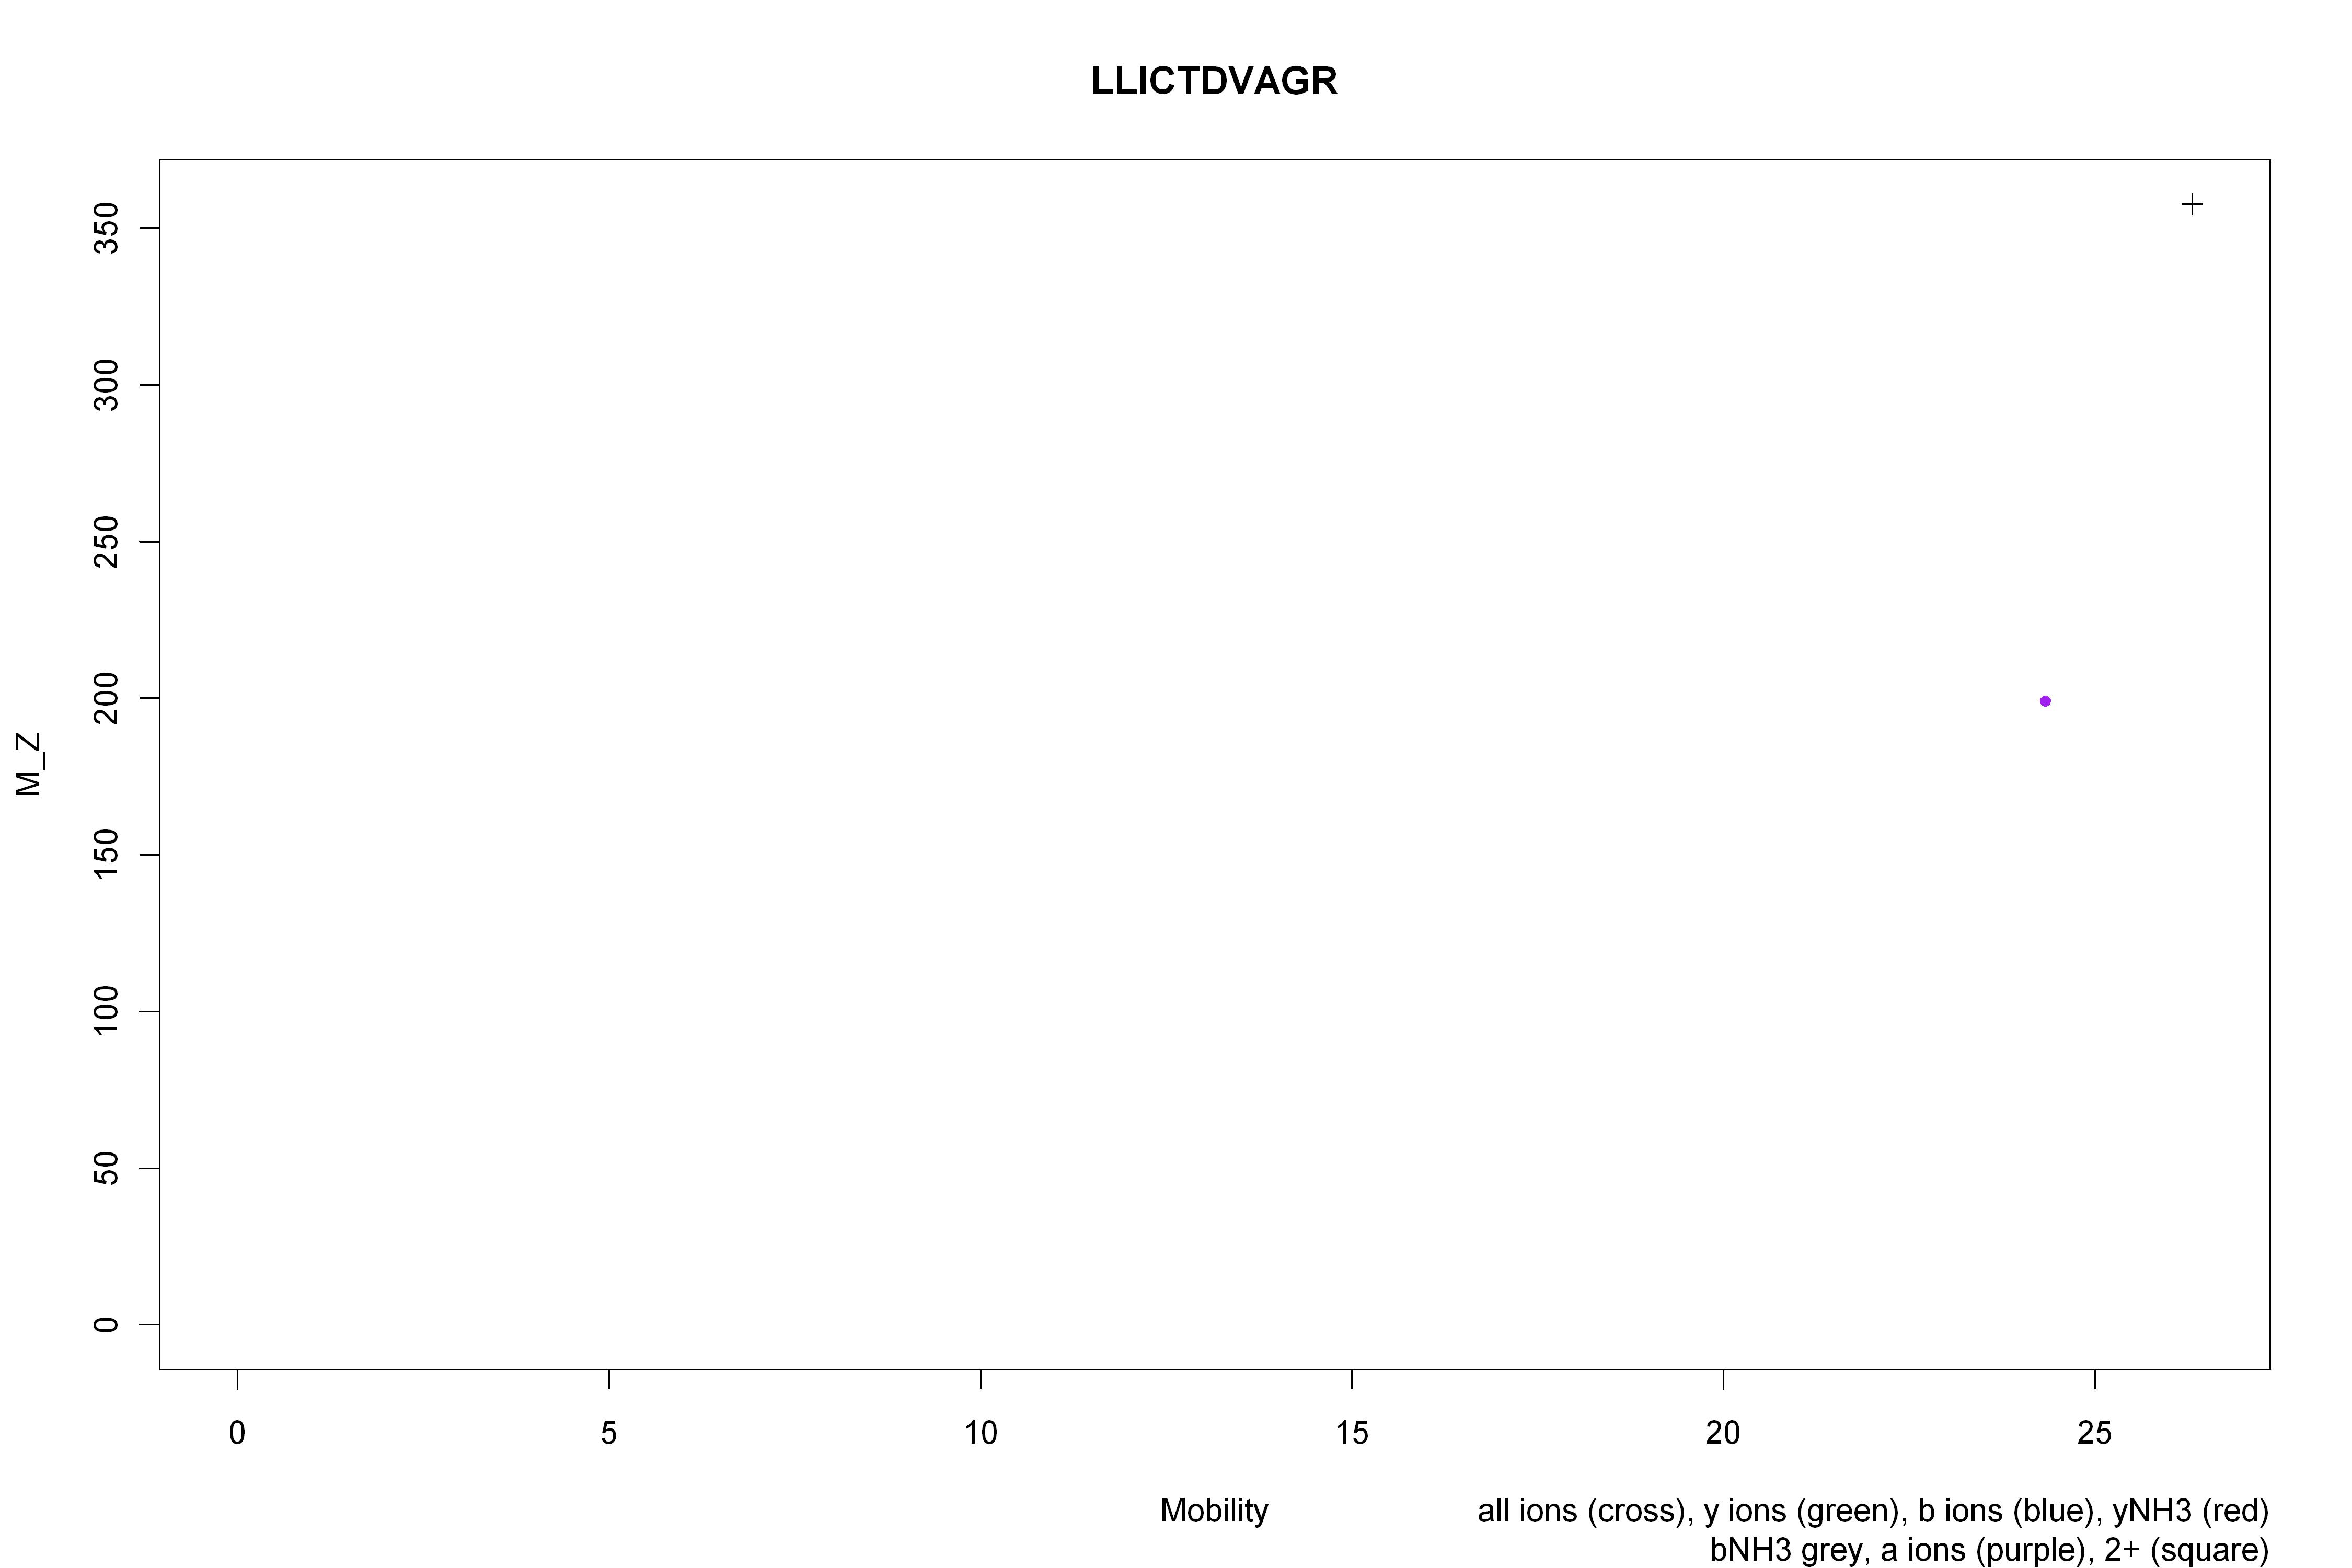 LLICTDVAGR
350
300
250
200
150
100
50
0
M_Z
0 5 10 15 20 25
Mobility
all ions (cross), y ions (green), b ions (blue), yNH3 (red)
bNH3 grey, a ions (purple), 2+ (square)